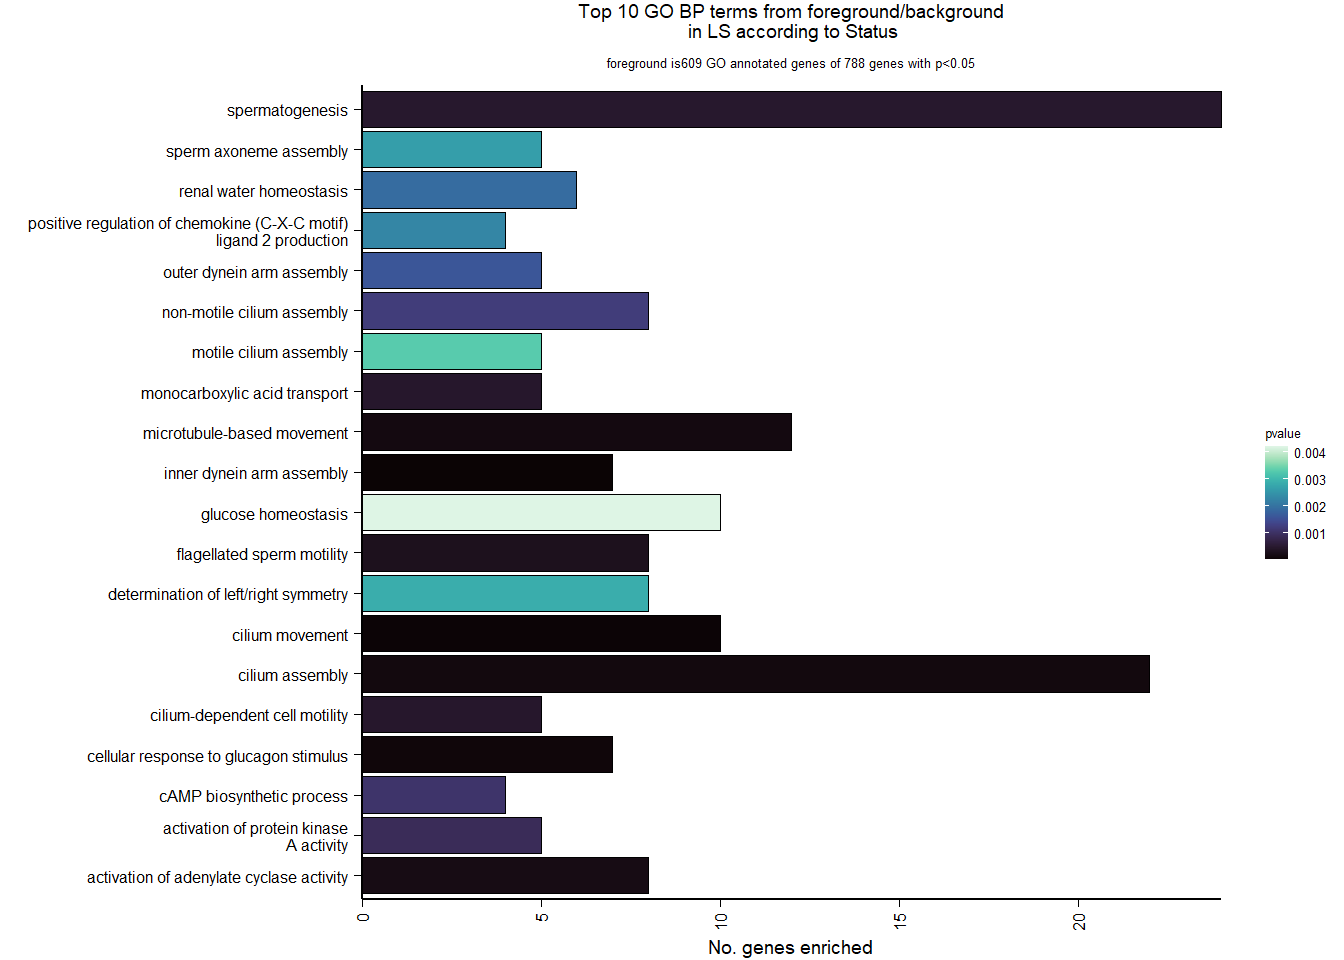 Top 10 GO BP terms from foreground/background
in LS according to Status
foreground is609 GO annotated genes of 788 genes with p<0.05
spermatogenesis
sperm axoneme assembly
renal water homeostasis
positive regulation of chemokine (C-X-C motif)
ligand 2 production
outer dynein arm assembly
non-motile cilium assembly
motile cilium assembly
monocarboxylic acid transport
microtubule-based movement
inner dynein arm assembly
glucose homeostasis
flagellated sperm motility
determination of left/right symmetry
cilium movement
cilium assembly
cilium-dependent cell motility
cellular response to glucagon stimulus
cAMP biosynthetic process
activation of protein kinase
A activity
activation of adenylate cyclase activity
0
5
10
15
20
No. genes enriched
pvalue
0.004
0.003
0.002
0.001